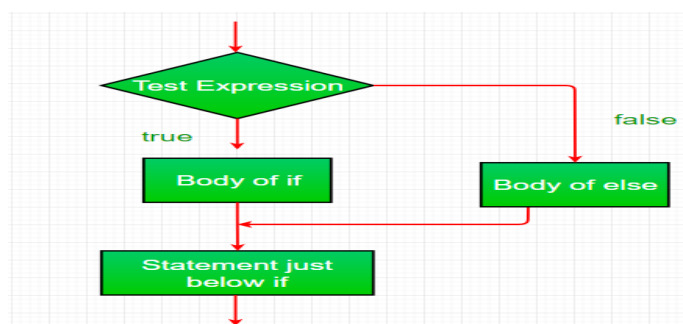 Test Expression
true
false
Body of if
Body of else
Statement just
below if